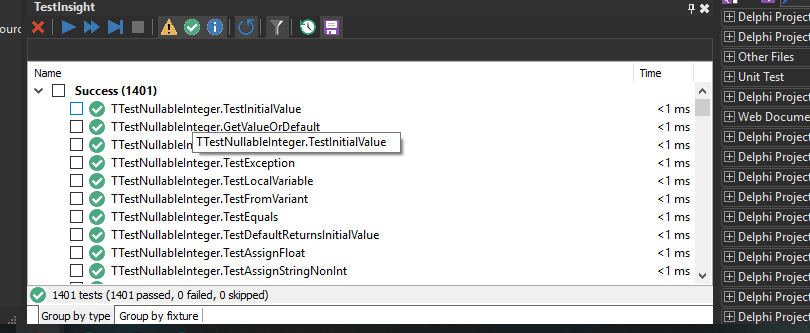 TestInsight
ourc
Name Time
Success (1401)
TTestNullableInteger.TestInitialValue <1 ms
TTestNullableInteger.GetValueOrDefault <1 ms
TTestNullableIn <1 ms
TTestNullableInteger.TestInitialValue
TTestNullableInteger.TestException <1 ms
TTestNullableInteger.TestLocalVariable <1 ms
TTestNullableInteger.TestFromVariant <1 ms
TTestNullableInteger.TestEquals <1 ms
TTestNullableInteger.TestDefaultReturnsInitialValue <1 ms
TTestNullableInteger.TestAssignFloat <1 ms
TTestNullableInteger.TestAssignStringNonInt <1 ms
1401 tests (1401 passed, 0 failed, 0 skipped)
Group by type Group by fixture
Delphi Project
Delphi Project
Other Files
Unit Test
Delphi Project
Web Docume
Delphi Project
Delphi Project
Delphi Project
Delphi Project
Delphi Project
Delphi Project
Delphi Project
Delphi Project
Delphi Project
Delphi Project